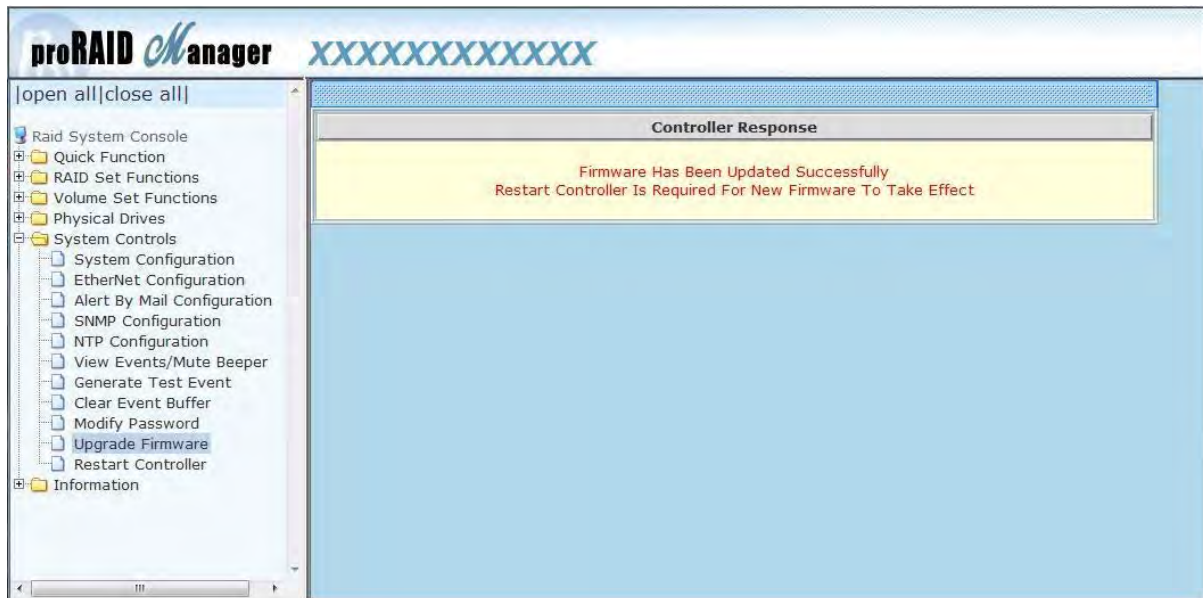 proRAID Manager XXXXXXXXXXXXX
|open all|close all|
Raid System Console
Quick Function
RAID Set Functions
Volume Set Functions
Physical Drives
System Controls
System Configuration
EtherNet Configuration
Alert By Mail Configuration
SNMP Configuration
NTP Configuration
View Events/Mute Beeper
Generate Test Event
Clear Event Buffer
Modify Password
Upgrade Firmware
Restart Controller
Information
Controller Response
Firmware Has Been Updated Successfully
Restart Controller Is Required For New Firmware To Take Effect